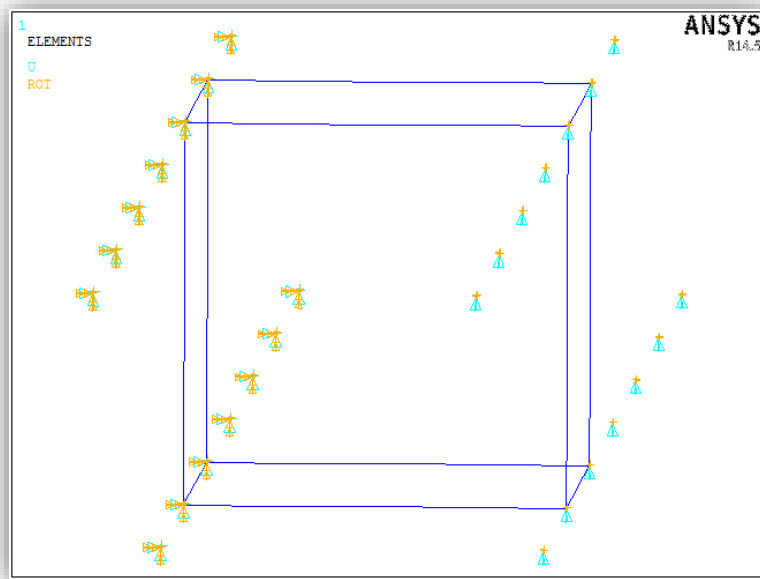 1
ELEMENTS
U
ROT
ANSYS
R14.5